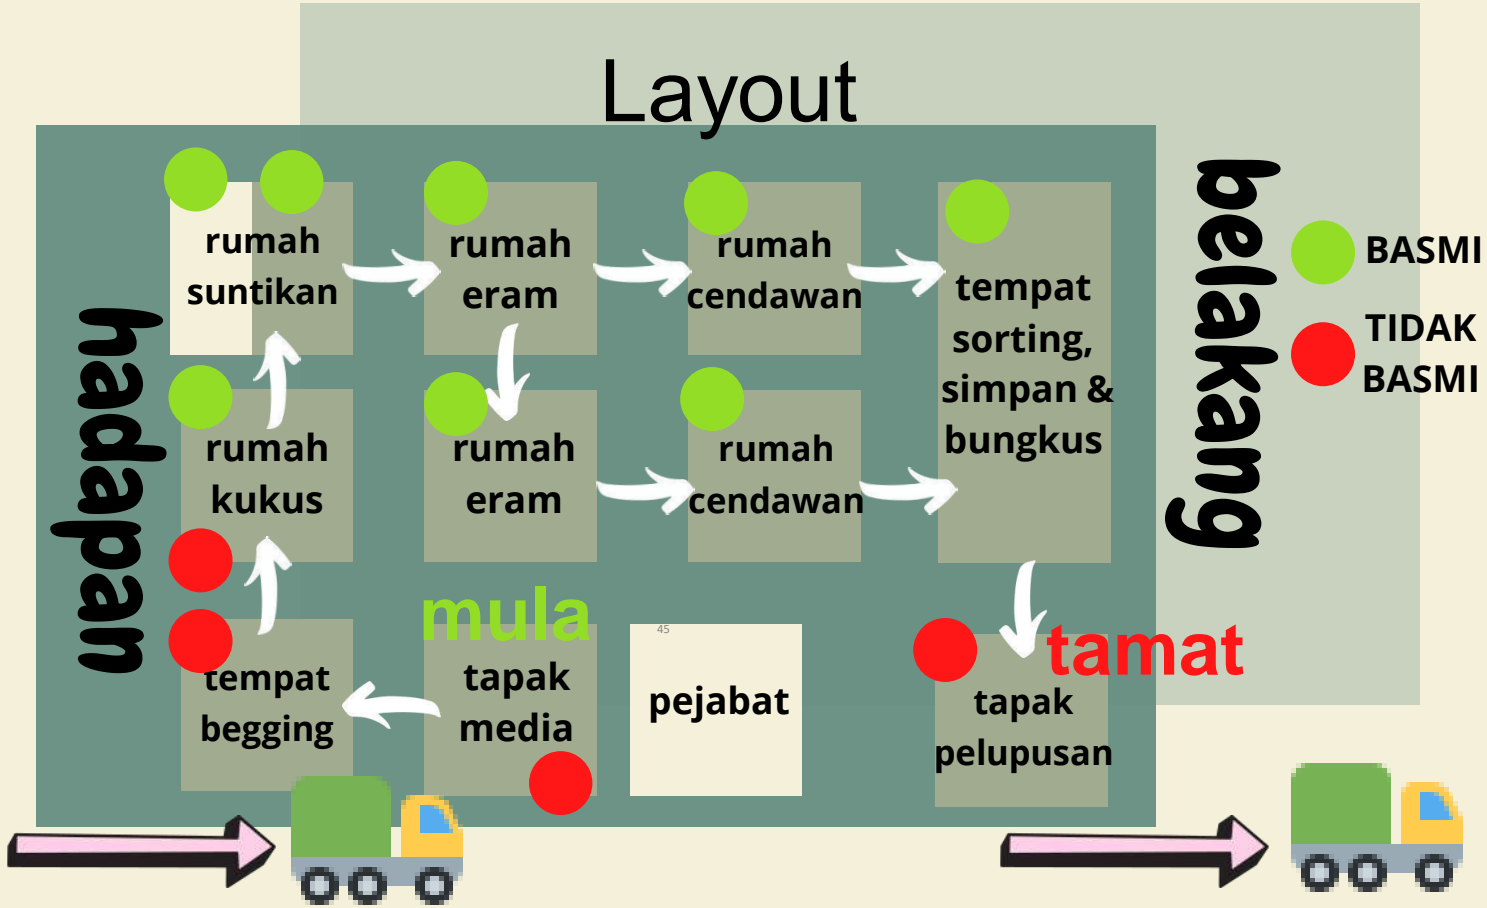 Layout
hadapan
belakang
rumah
suntikan
rumah
eram
rumah
cendawan
tempat
sorting,
simpan &
bungkus
BASMI
TIDAK
BASMI
rumah
kukus
rumah
eram
rumah
cendawan
mula
tamat
tempat
begging
tapak
media
45
pejabat
tapak
pelupusan